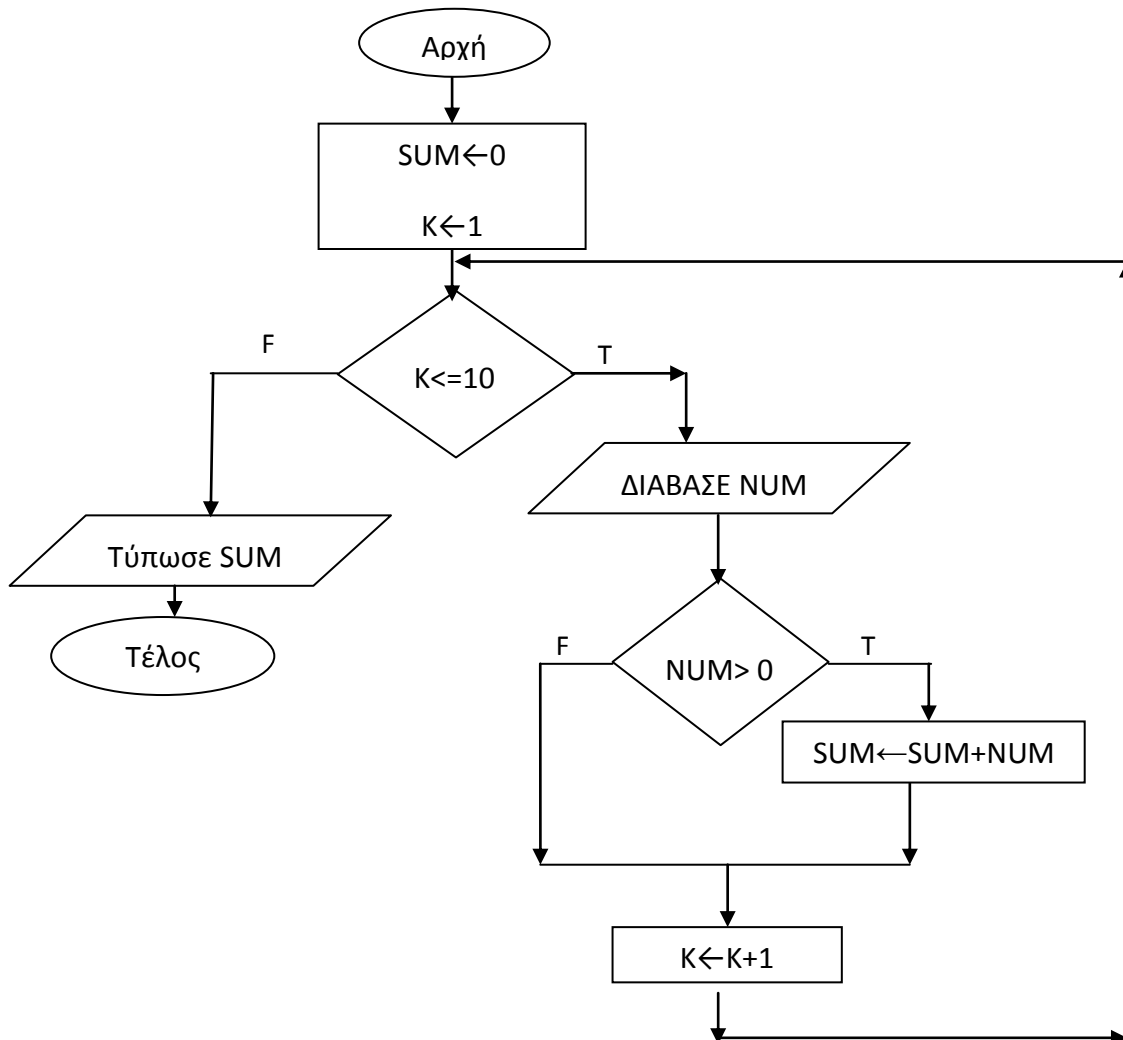 Αρχή
SUM←0
K←1
F
T
K<=10
ΔΙΑΒΑΣΕ NUM
Τύπωσε SUM
Τέλος
F
T
NUM> 0
SUM←SUM+NUM
K←K+1